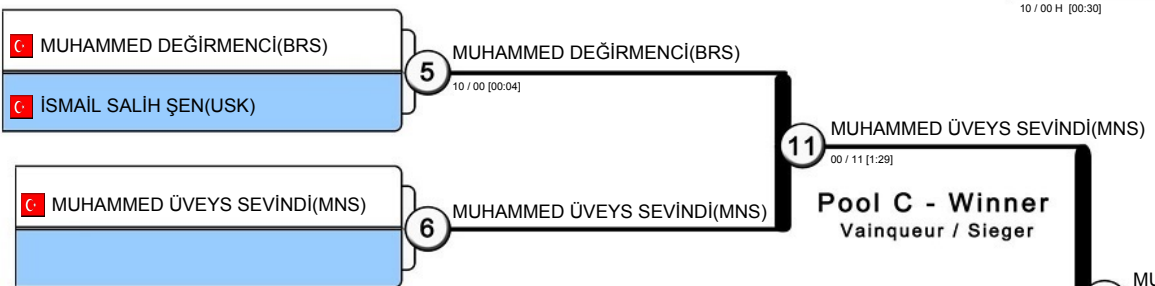 10 / 00 H [00:30]
MUHAMMED DEĞİRMENCİ(BRS)
İSMAİL SALİH ŞEN(USK)
5
MUHAMMED DEĞİRMENCİ(BRS)
10 / 00 [00:04]
11
MUHAMMED ÜVEYS SEVİNDİ(MNS)
00 / 11 [1:29]
MUHAMMED ÜVEYS SEVİNDİ(MNS)
6
MUHAMMED ÜVEYS SEVİNDİ(MNS)
Pool C - Winner
Vainqueur / Sieger
MU